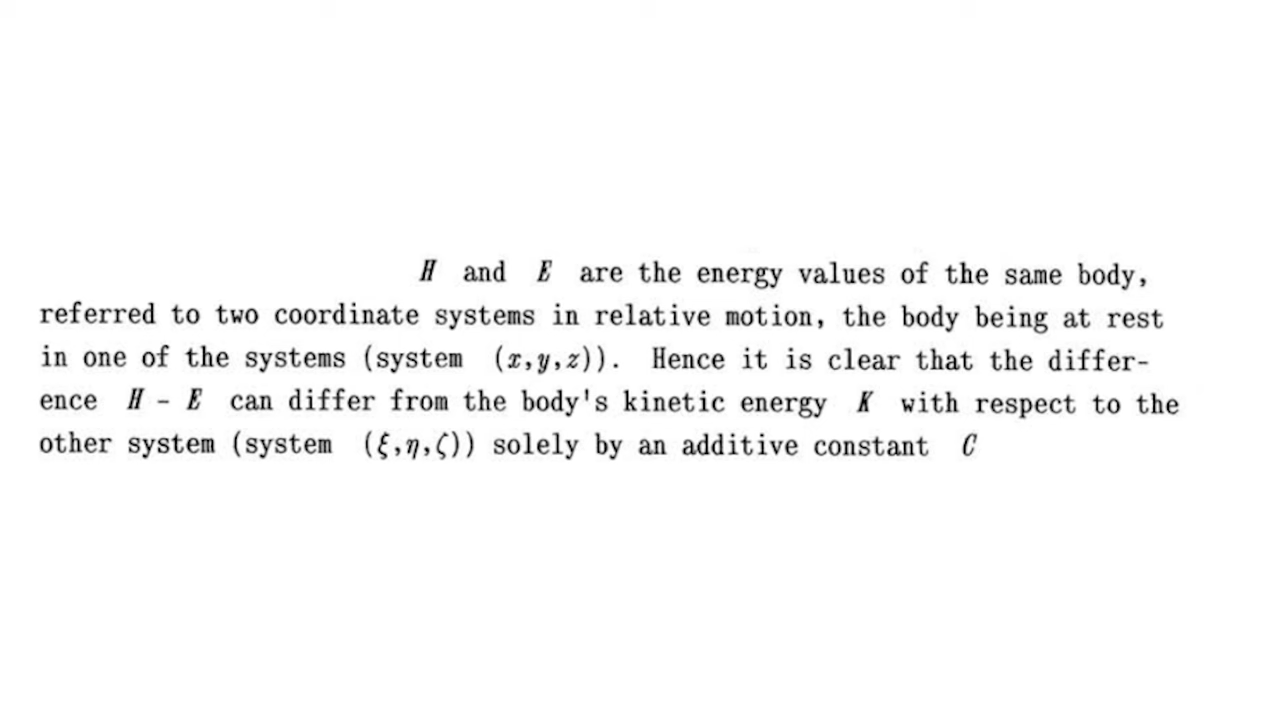 H and E are the energy values of the same body,
referred to two coordinate systems in relative motion, the body being at rest
in one of the systems (system (x,y,z)). Hence it is clear that the differ-
ence H - E can differ from the body's kinetic energy K with respect to the
other system (system (ξ,η,ζ)) solely by an additive constant C